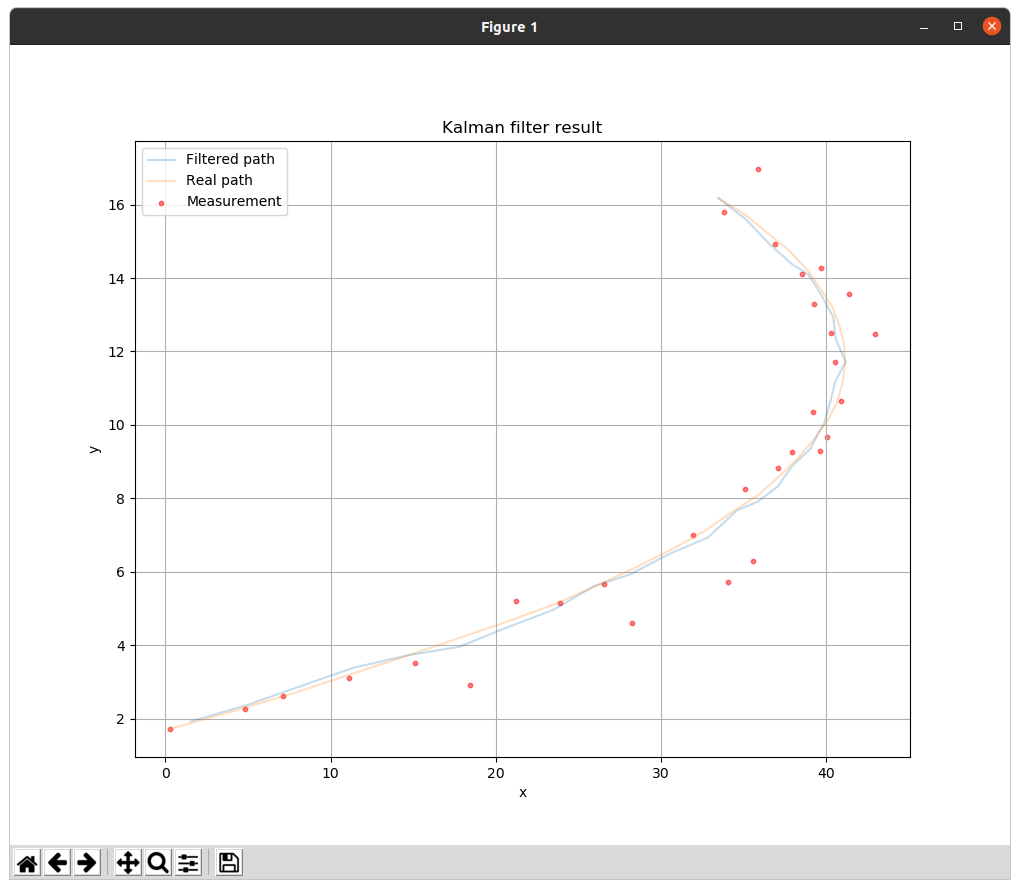 Figure 1
Kalman filter result
Filtered path
Real path
Measurement
16
14
12
10
8
6
4
2
y
0 10 20 30 40
x